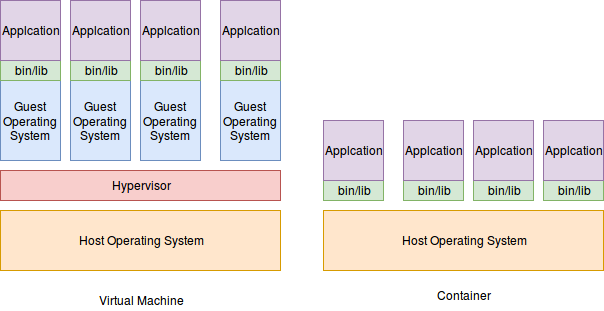 Applcation Applcation Applcation Applcation
bin/lib bin/lib bin/lib bin/lib
Guest Guest Guest Guest
Operating Operating Operating Operating
System System System System
Hypervisor
Host Operating System
Virtual Machine
Applcation Applcation Applcation Applcation
bin/lib bin/lib bin/lib bin/lib
Host Operating System
Container